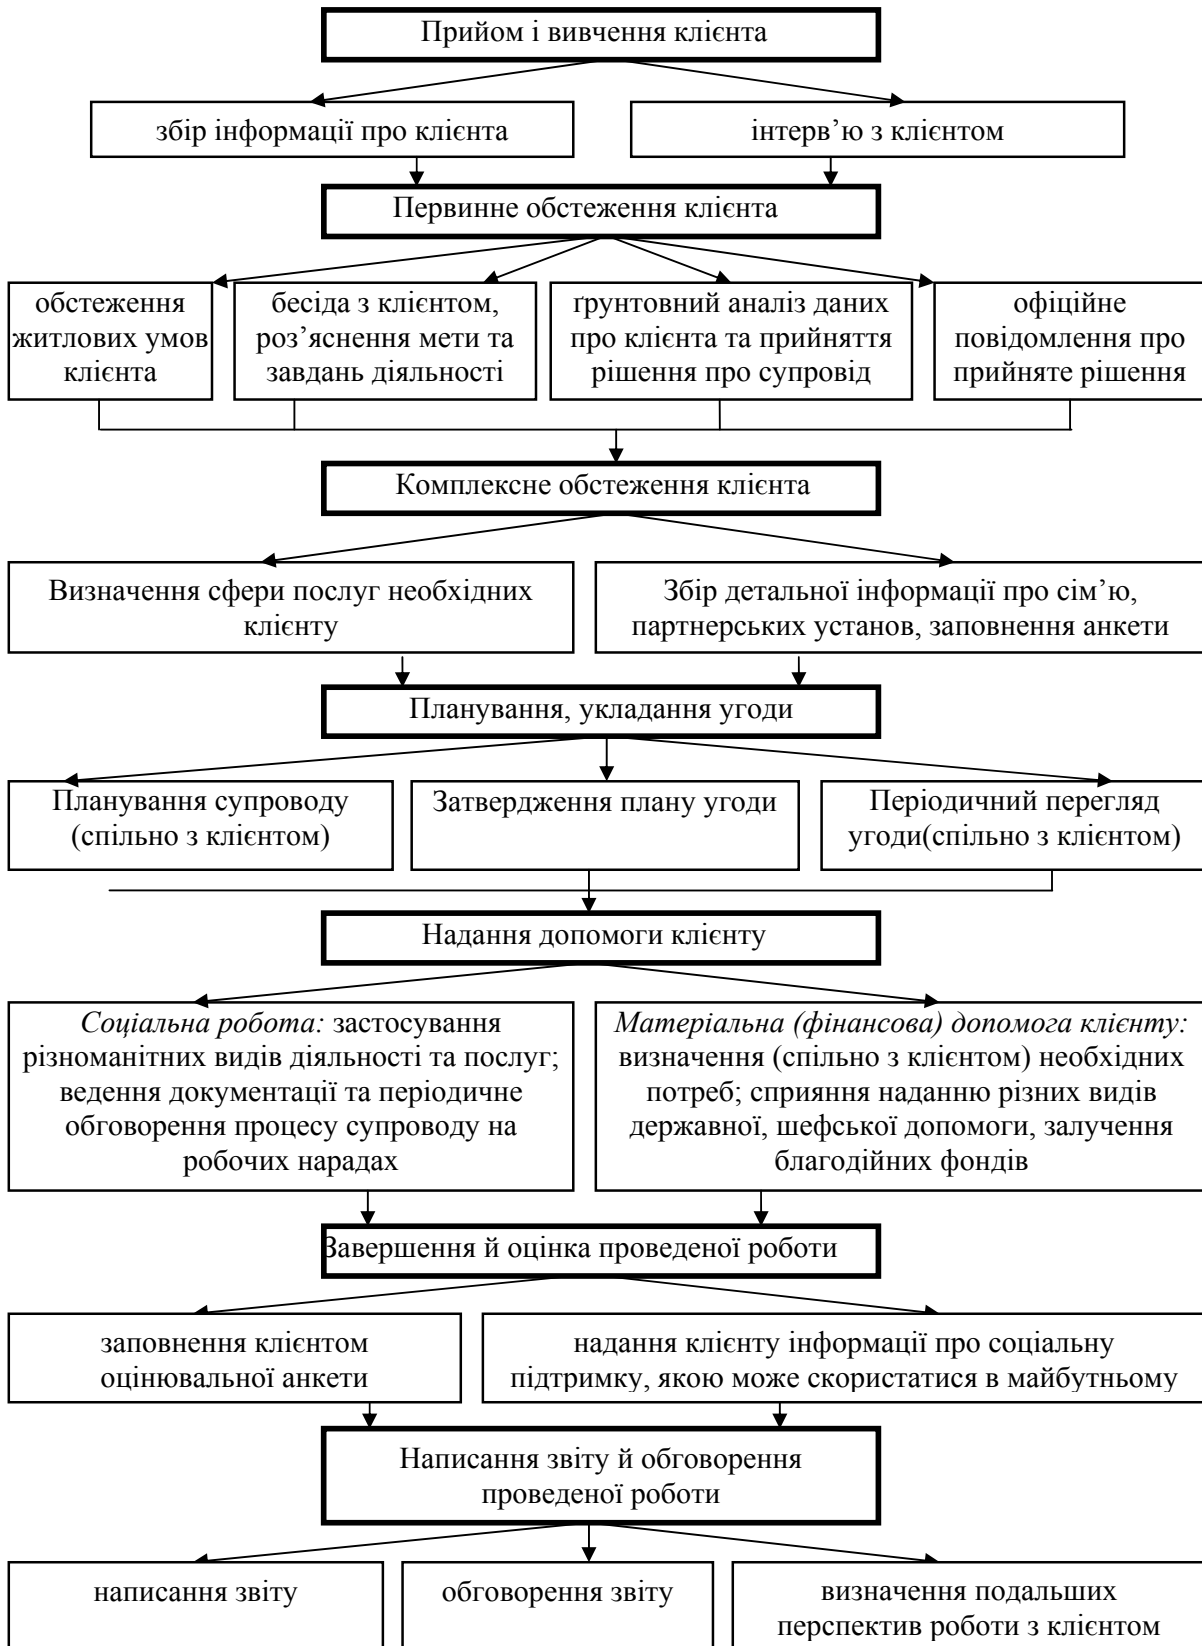 Прийом і вивчення клієнта
збір інформації про клієнта
інтерв’ю з клієнтом
Первинне обстеження клієнта
обстеження
житлових умов
клієнта
бесіда з клієнтом,
роз’яснення мети та
завдань діяльності
ґрунтовний аналіз даних
про клієнта та прийняття
рішення про супровід
офіційне
повідомлення про
прийняте рішення
Комплексне обстеження клієнта
Визначення сфери послуг необхідних
клієнту
Збір детальної інформації про сім’ю,
партнерських установ, заповнення анкети
Планування, укладання угоди
Планування супроводу
(спільно з клієнтом)
Затвердження плану угоди
Періодичний перегляд
угоди(спільно з клієнтом)
Надання допомоги клієнту
Соціальна робота: застосування
різноманітних видів діяльності та послуг;
ведення документації та періодичне
обговорення процесу супроводу на
робочих нарадах
Матеріальна (фінансова) допомога клієнту:
визначення (спільно з клієнтом) необхідних
потреб; сприяння наданню різних видів
державної, шефської допомоги, залучення
благодійних фондів
Завершення й оцінка проведеної роботи
заповнення клієнтом
оцінювальної анкети
надання клієнту інформації про соціальну
підтримку, якою може скористатися в майбутньому
Написання звіту й обговорення
проведеної роботи
написання звіту
обговорення звіту
визначення подальших
перспектив роботи з клієнтом